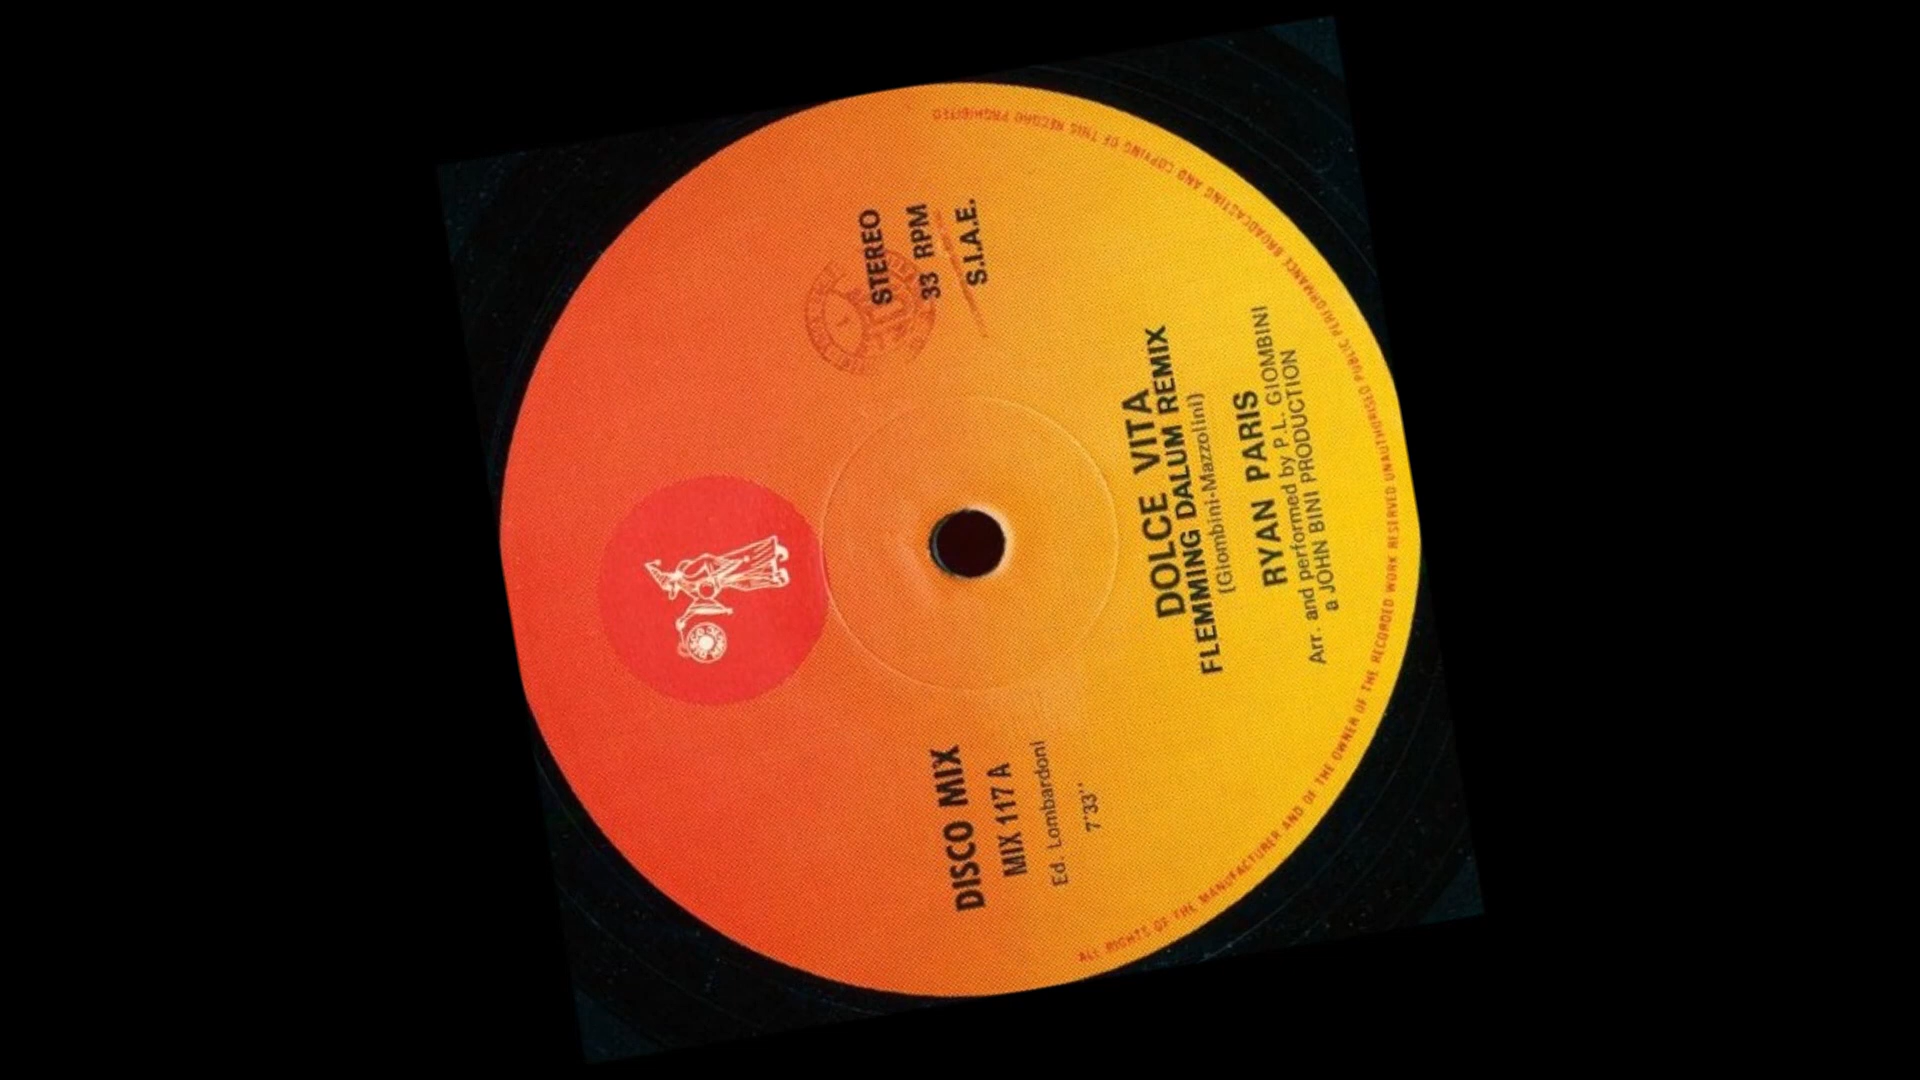 STEREO
33 RPM
S.I.A.E.
DISCO MIX
MIX 117 A
Ed. Lombardoni
7'33''
DOLCE VITA
FLEMMING DALUM REMIX
(Giombini-Mazzolini)
RYAN PARIS
Arr. and performed by P.L. GIOMBINI
a JOHN BINI PRODUCTION
ALL RIGHTS OF THE MANUFACTURER AND OF THE OWNER OF THE RECORDED WORK RESERVED UNAUTHORISED PUBLIC PERFORMANCE BROADCASTING AND COPYING OF THIS RECORD PROHIBITED